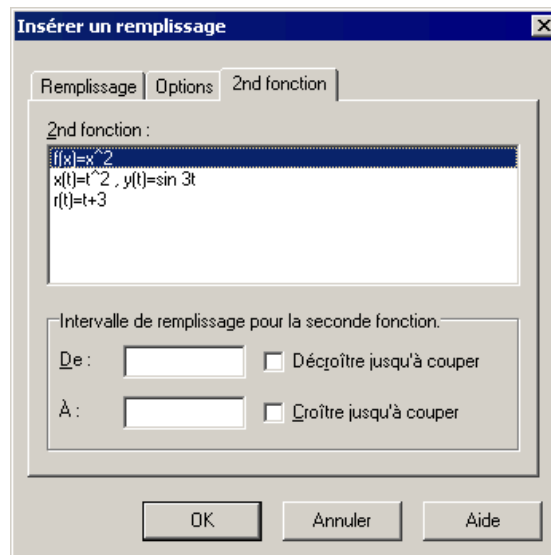 Insérer un remplissage
Remplissage Options 2nd fonction
2nd fonction :
f(x)=x^2
x(t)=t^2 , y(t)=sin 3t
r(t)=t+3
Intervalle de remplissage pour la seconde fonction.
De : Décroître jusqu'à couper
À : Croître jusqu'à couper
OK Annuler Aide